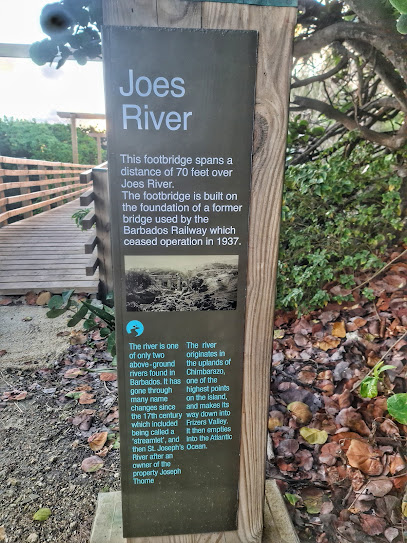 Joes
River
This footbridge spans a
distance of 70 feet over
Joes River.
The footbridge is built on
the foundation of a former
bridge used by the
Barbados Railway which
ceased operation in 1937.
The river is one
of only two
above-ground
rivers found in
Barbados. It has
gone through
many name
changes since
the 17th century
which included
being called a
'streamlet', and
then St. Joseph's
River after an
owner of the
property Joseph
Thorne
The river
originates in
the uplands of
Chimbarazo,
one of the
highest points
on the island,
and makes its
way down into
Frizers Valley.
It then empties
into the Atlantic
Ocean.